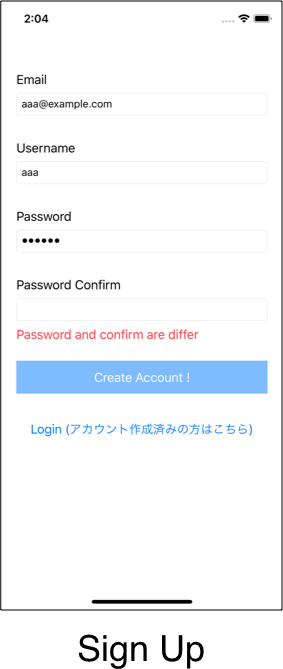 2:04
Email
aaa@example.com
Username
aaa
Password
••••••
Password Confirm
Password and confirm are differ
Create Account !
Login (アカウント作成済みの方はこちら)
Sign Up